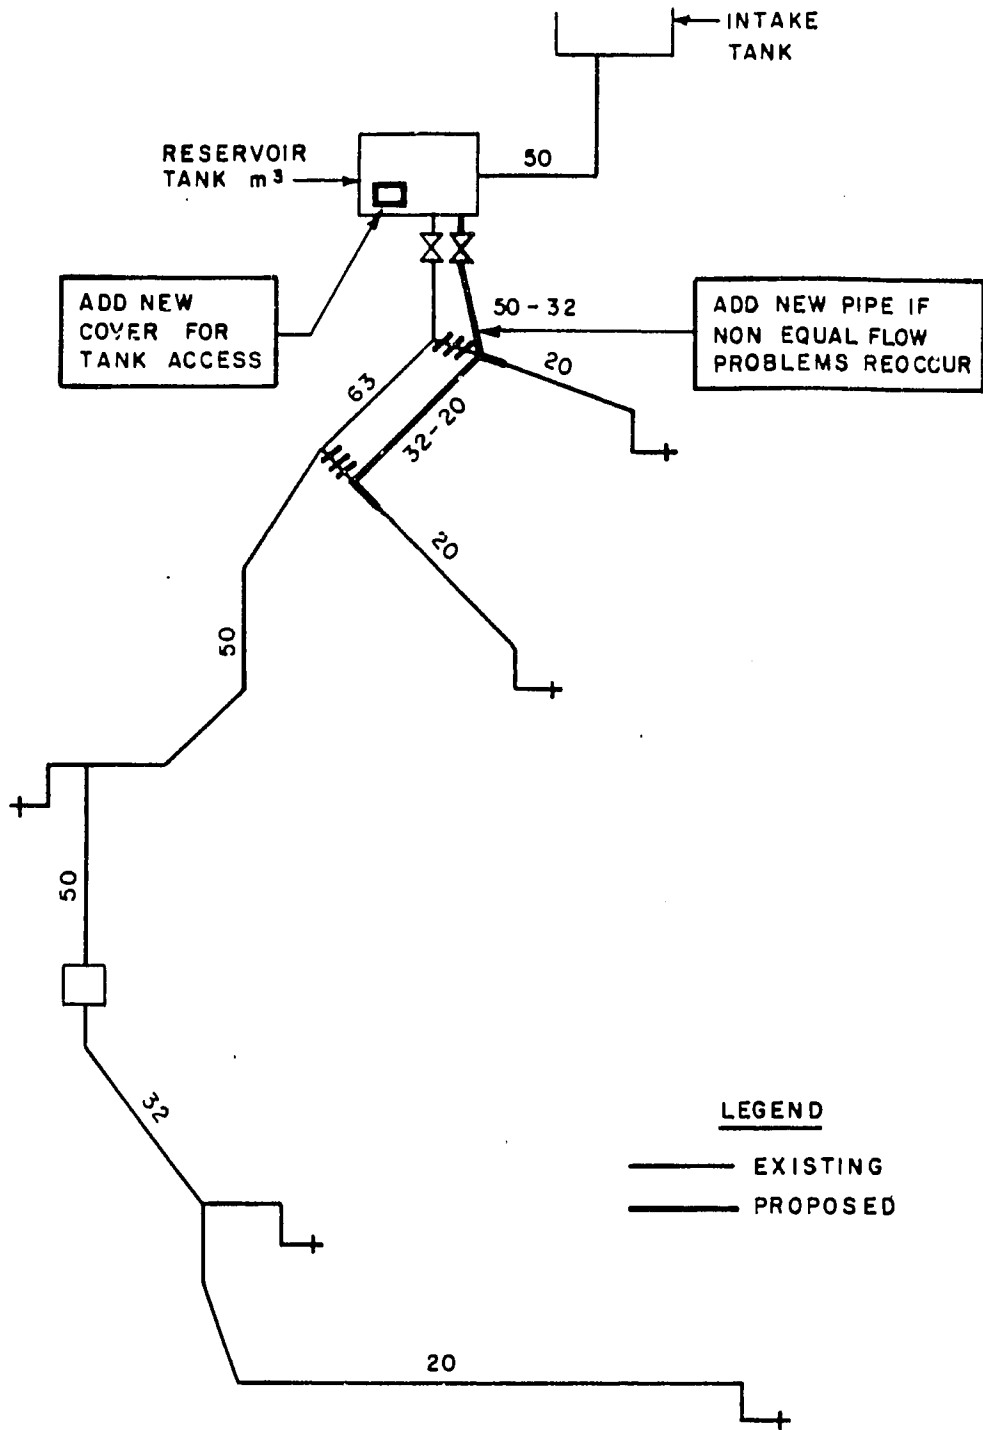 INTAKE
TANK
RESERVOIR
TANK m³
50
ADD NEW
COVER FOR
TANK ACCESS
50-32
ADD NEW PIPE IF
NON EQUAL FLOW
PROBLEMS REOCCUR
63
20
32-20
20
50
50
32
LEGEND
EXISTING
PROPOSED
20